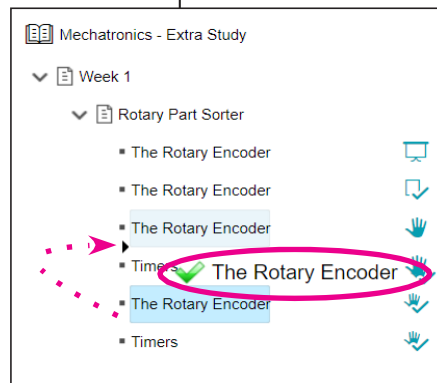 Mechatronics - Extra Study
Week 1
Rotary Part Sorter
The Rotary Encoder
The Rotary Encoder
The Rotary Encoder
Timers
The Rotary Encoder
The Rotary Encoder
Timers